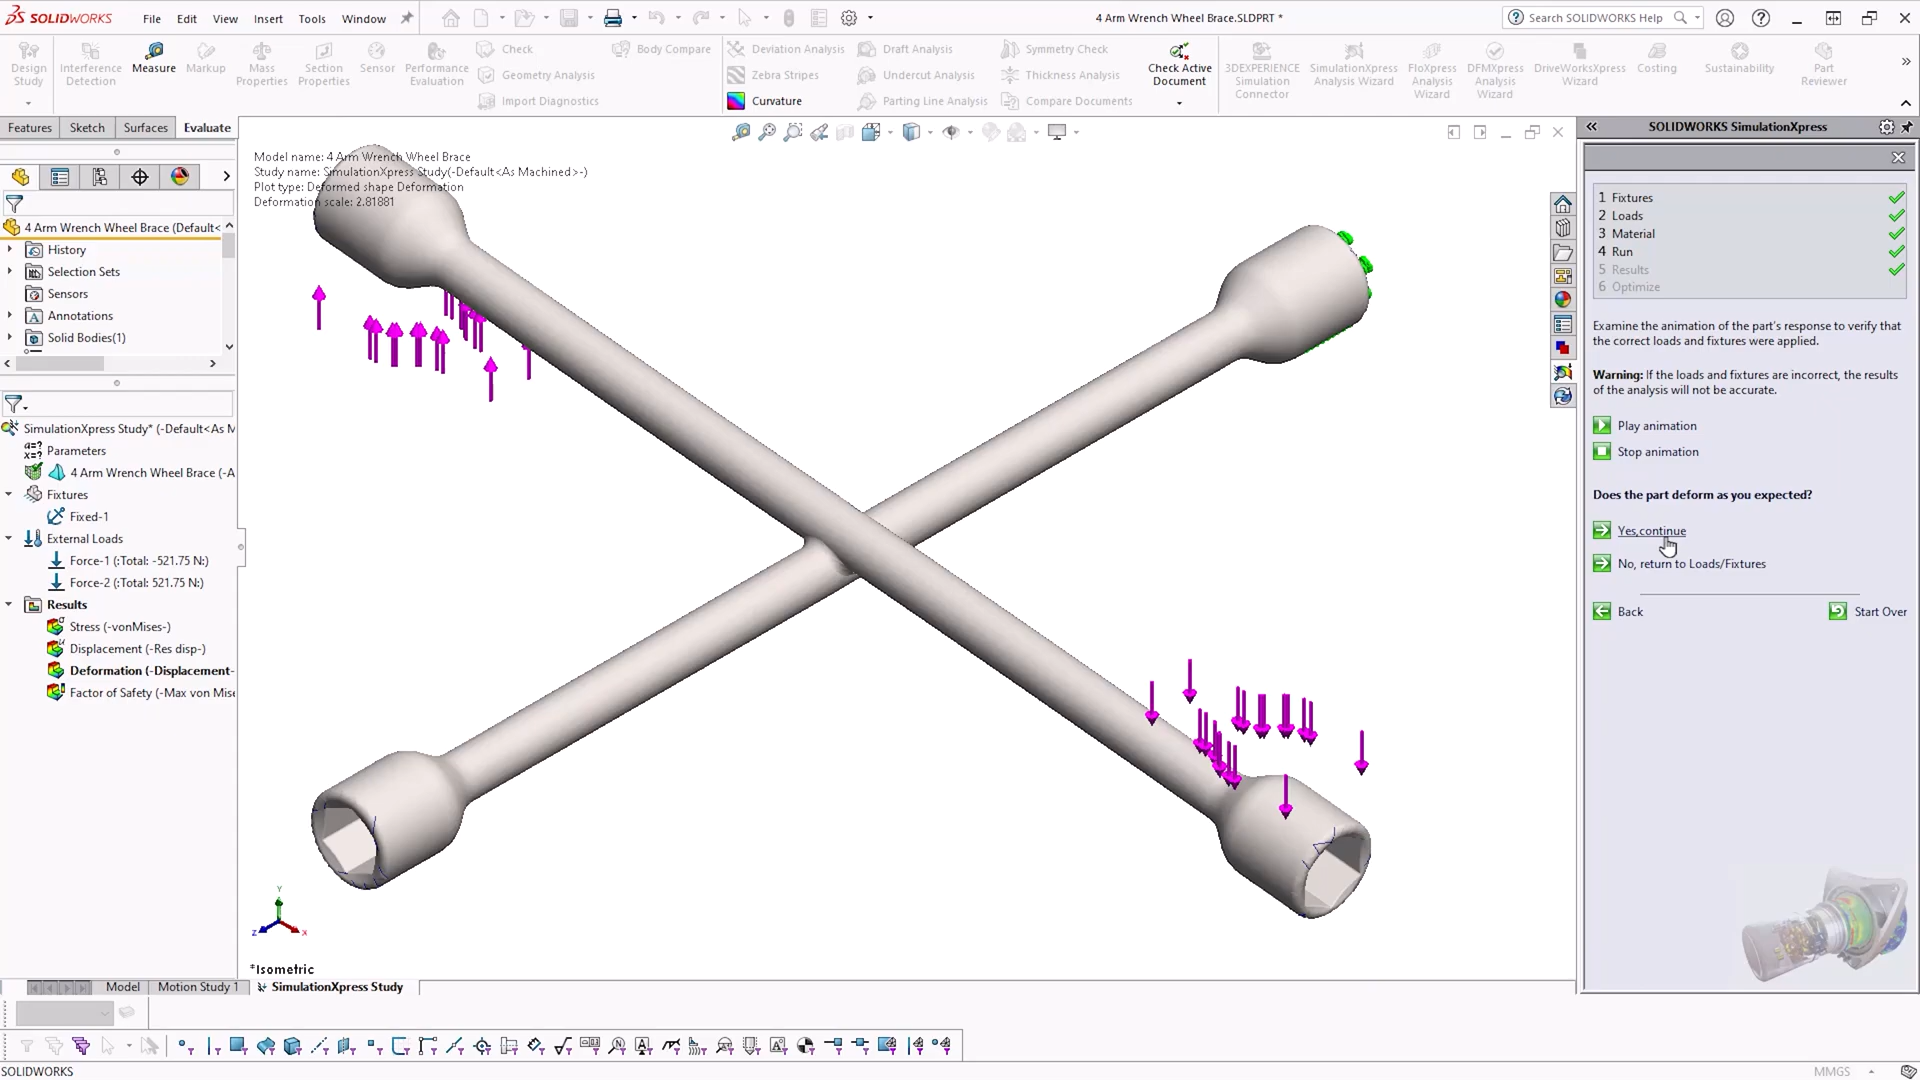 SOLIDWORKS
File Edit View Insert Tools Window
4 Arm Wrench Wheel Brace.SLDPRT *
Search SOLIDWORKS Help
Design Study
Interference Detection
Measure
Markup
Mass Properties
Section Properties
Sensor
Performance Evaluation
Check
Geometry Analysis
Import Diagnostics
Body Compare
Deviation Analysis
Zebra Stripes
Curvature
Draft Analysis
Undercut Analysis
Parting Line Analysis
Symmetry Check
Thickness Analysis
Compare Documents
Check Active Document
3DEXPERIENCE Simulation Connector
SimulationXpress Analysis Wizard
FloXpress Analysis Wizard
DFMXpress Analysis Wizard
DriveWorksXpress Wizard
Costing
Sustainability
Part Reviewer
Features Sketch Surfaces Evaluate
4 Arm Wrench Wheel Brace (Default<
History
Selection Sets
Sensors
Annotations
Solid Bodies(1)
SimulationXpress Study* (-Default<As M
Parameters
4 Arm Wrench Wheel Brace (-A
Fixtures
Fixed-1
External Loads
Force-1 (:Total: -521.75 N:)
Force-2 (:Total: 521.75 N:)
Results
Stress (-vonMises-)
Displacement (-Res disp-)
Deformation (-Displacement-
Factor of Safety (-Max von Mise
Model name: 4 Arm Wrench Wheel Brace
Study name: SimulationXpress Study(-Default<As Machined>-)
Plot type: Deformed shape Deformation
Deformation scale: 2.81881
Y
Z
X
*Isometric
SOLIDWORKS SimulationXpress
1 Fixtures
2 Loads
3 Material
4 Run
5 Results
6 Optimize
Examine the animation of the part's response to verify that
the correct loads and fixtures were applied.
Warning: If the loads and fixtures are incorrect, the results
of the analysis will not be accurate.
Play animation
Stop animation
Does the part deform as you expected?
Yes,continue
No, return to Loads/Fixtures
Back
Start Over
Model Motion Study 1 SimulationXpress Study
SOLIDWORKS
MMGS